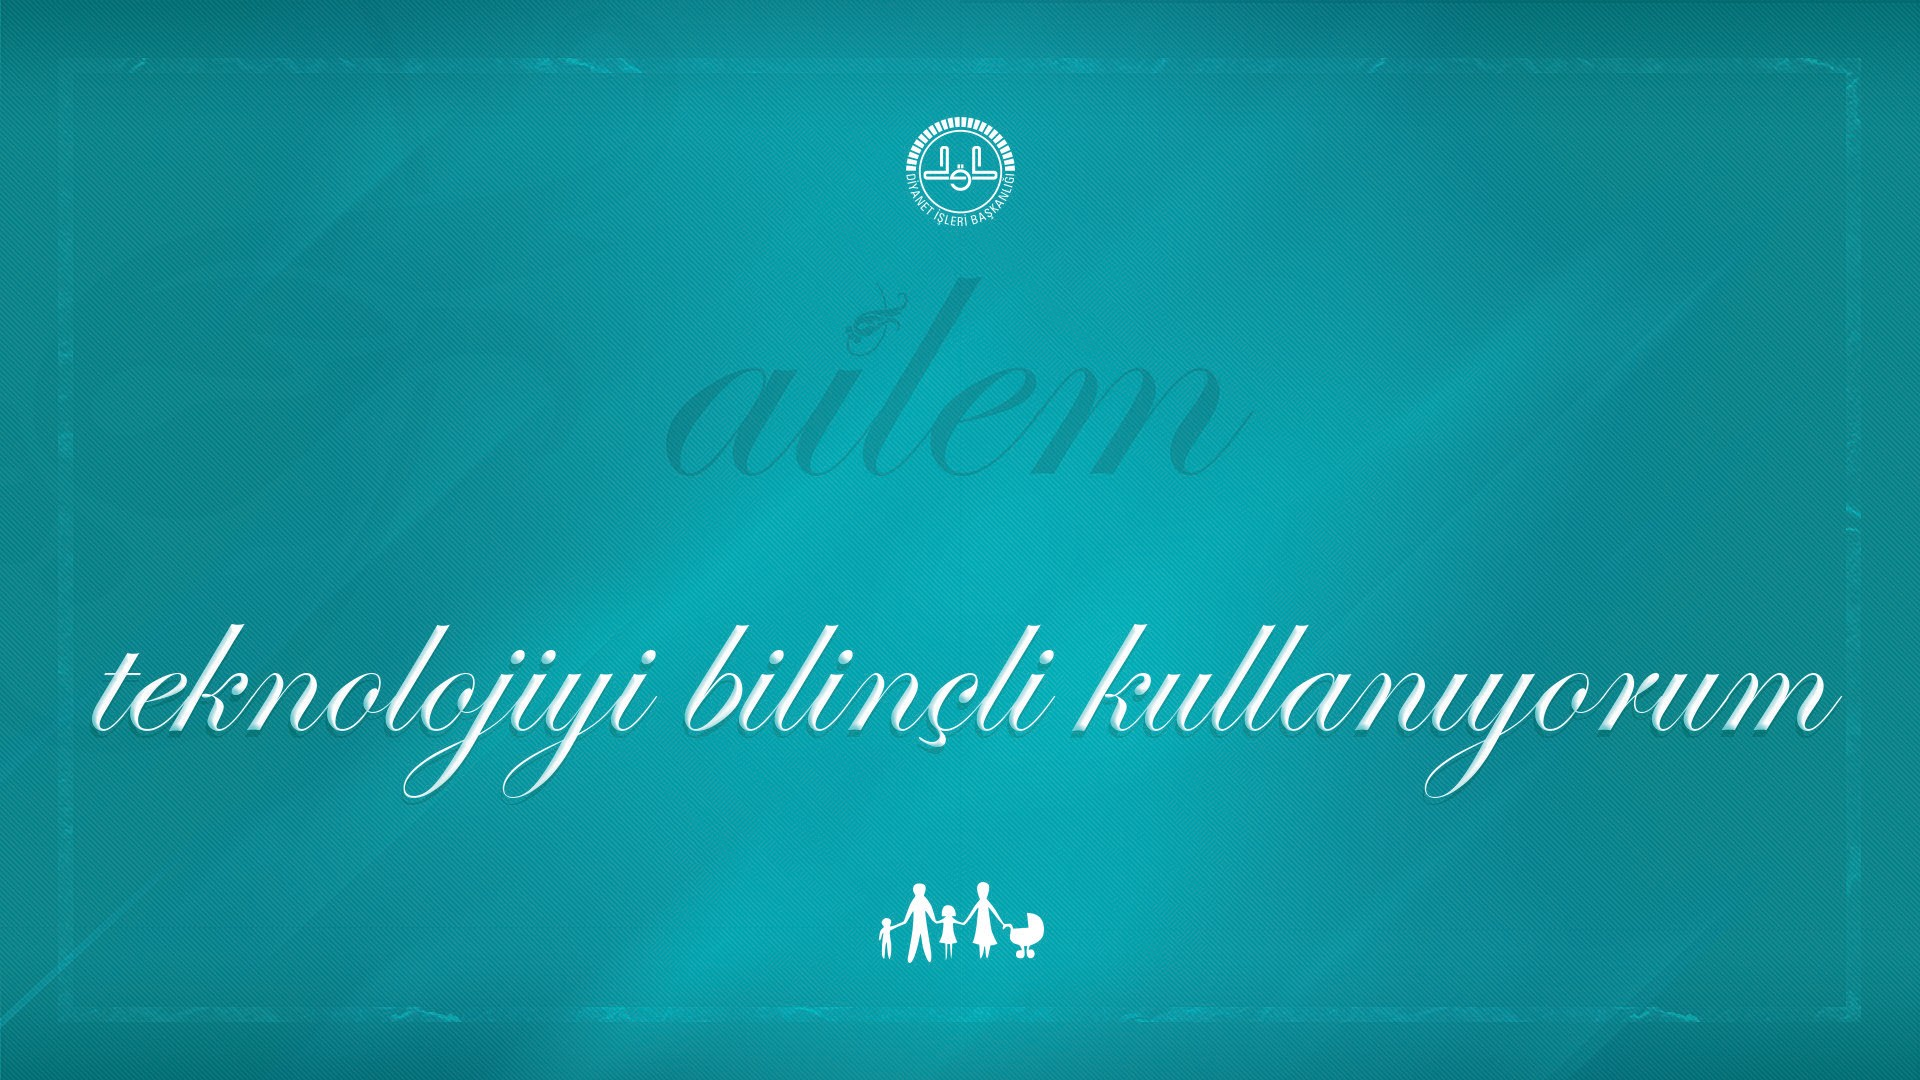 DİYANET İŞLERİ BAŞKANLIĞI
ailem
teknolojiyi bilinçli kullanıyorum